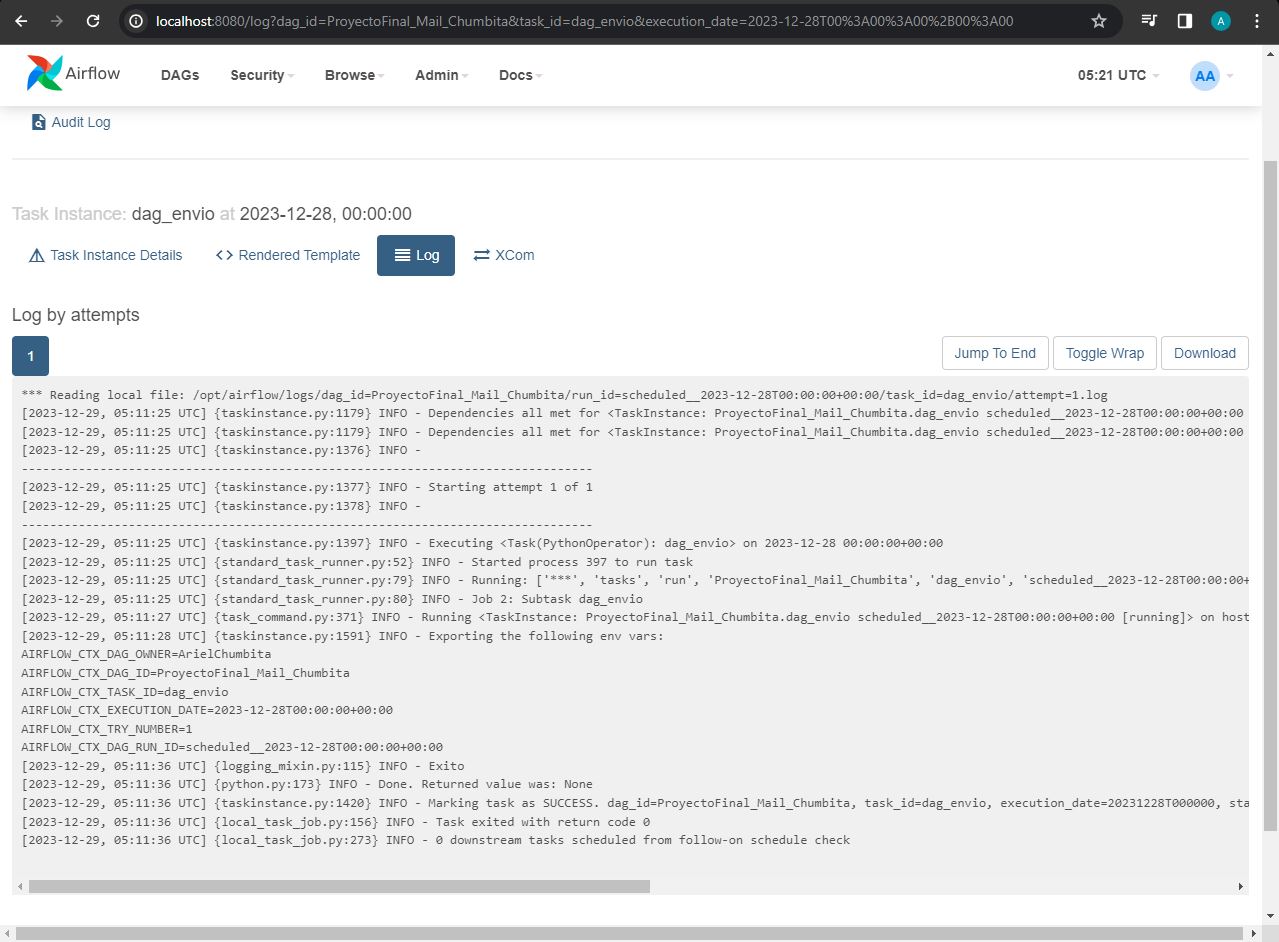 localhost:8080/log?dag_id=ProyectoFinal_Mail_Chumbita&task_id=dag_envio&execution_date=2023-12-28T00%3A00%3A00%2B00%3A00
A
Airflow DAGs Security Browse Admin Docs 05:21 UTC AA
Audit Log
Task Instance: dag_envio at 2023-12-28, 00:00:00
Task Instance Details <> Rendered Template Log XCom
Log by attempts
1 Jump To End Toggle Wrap Download
*** Reading local file: /opt/airflow/logs/dag_id=ProyectoFinal_Mail_Chumbita/run_id=scheduled__2023-12-28T00:00:00+00:00/task_id=dag_envio/attempt=1.log
[2023-12-29, 05:11:25 UTC] {taskinstance.py:1179} INFO - Dependencies all met for <TaskInstance: ProyectoFinal_Mail_Chumbita.dag_envio scheduled__2023-12-28T00:00:00+00:00
[2023-12-29, 05:11:25 UTC] {taskinstance.py:1179} INFO - Dependencies all met for <TaskInstance: ProyectoFinal_Mail_Chumbita.dag_envio scheduled__2023-12-28T00:00:00+00:00
[2023-12-29, 05:11:25 UTC] {taskinstance.py:1376} INFO -
--------------------------------------------------------------------------------
[2023-12-29, 05:11:25 UTC] {taskinstance.py:1377} INFO - Starting attempt 1 of 1
[2023-12-29, 05:11:25 UTC] {taskinstance.py:1378} INFO -
--------------------------------------------------------------------------------
[2023-12-29, 05:11:25 UTC] {taskinstance.py:1397} INFO - Executing <Task(PythonOperator): dag_envio> on 2023-12-28 00:00:00+00:00
[2023-12-29, 05:11:25 UTC] {standard_task_runner.py:52} INFO - Started process 397 to run task
[2023-12-29, 05:11:25 UTC] {standard_task_runner.py:79} INFO - Running: ['***', 'tasks', 'run', 'ProyectoFinal_Mail_Chumbita', 'dag_envio', 'scheduled__2023-12-28T00:00:00+
[2023-12-29, 05:11:25 UTC] {standard_task_runner.py:80} INFO - Job 2: Subtask dag_envio
[2023-12-29, 05:11:27 UTC] {task_command.py:371} INFO - Running <TaskInstance: ProyectoFinal_Mail_Chumbita.dag_envio scheduled__2023-12-28T00:00:00+00:00 [running]> on host
[2023-12-29, 05:11:28 UTC] {taskinstance.py:1591} INFO - Exporting the following env vars:
AIRFLOW_CTX_DAG_OWNER=ArielChumbita
AIRFLOW_CTX_DAG_ID=ProyectoFinal_Mail_Chumbita
AIRFLOW_CTX_TASK_ID=dag_envio
AIRFLOW_CTX_EXECUTION_DATE=2023-12-28T00:00:00+00:00
AIRFLOW_CTX_TRY_NUMBER=1
AIRFLOW_CTX_DAG_RUN_ID=scheduled__2023-12-28T00:00:00+00:00
[2023-12-29, 05:11:36 UTC] {logging_mixin.py:115} INFO - Exito
[2023-12-29, 05:11:36 UTC] {python.py:173} INFO - Done. Returned value was: None
[2023-12-29, 05:11:36 UTC] {taskinstance.py:1420} INFO - Marking task as SUCCESS. dag_id=ProyectoFinal_Mail_Chumbita, task_id=dag_envio, execution_date=20231228T000000, sta
[2023-12-29, 05:11:36 UTC] {local_task_job.py:156} INFO - Task exited with return code 0
[2023-12-29, 05:11:36 UTC] {local_task_job.py:273} INFO - 0 downstream tasks scheduled from follow-on schedule check